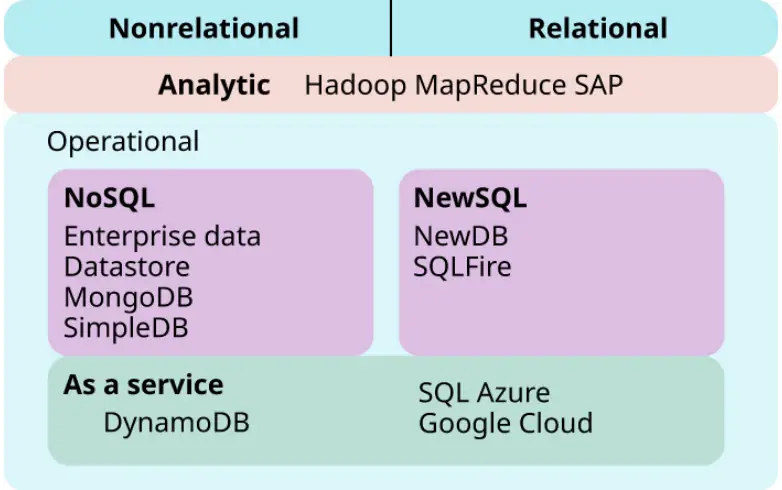 Nonrelational
Relational
Analytic Hadoop MapReduce SAP
Operational
NoSQL
Enterprise data
Datastore
MongoDB
SimpleDB
NewSQL
NewDB
SQLFire
As a service
DynamoDB
SQL Azure
Google Cloud